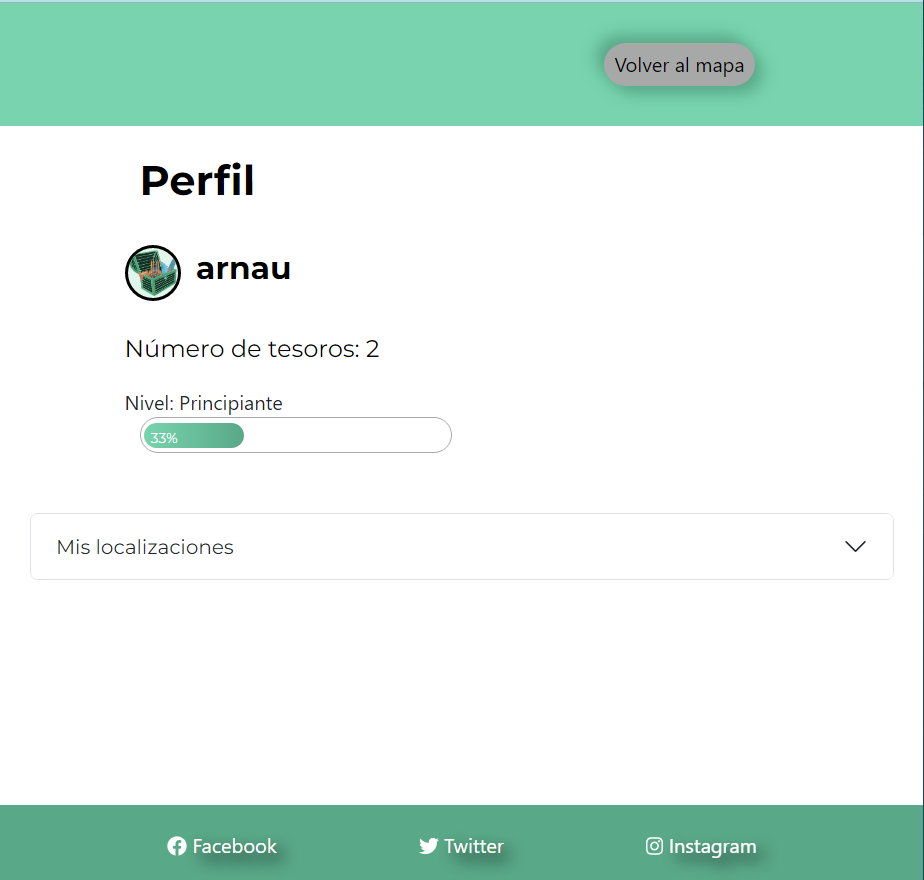 Volver al mapa
Perfil
arnau
Número de tesoros: 2
Nivel: Principiante
33%
Mis localizaciones
Facebook Twitter Instagram